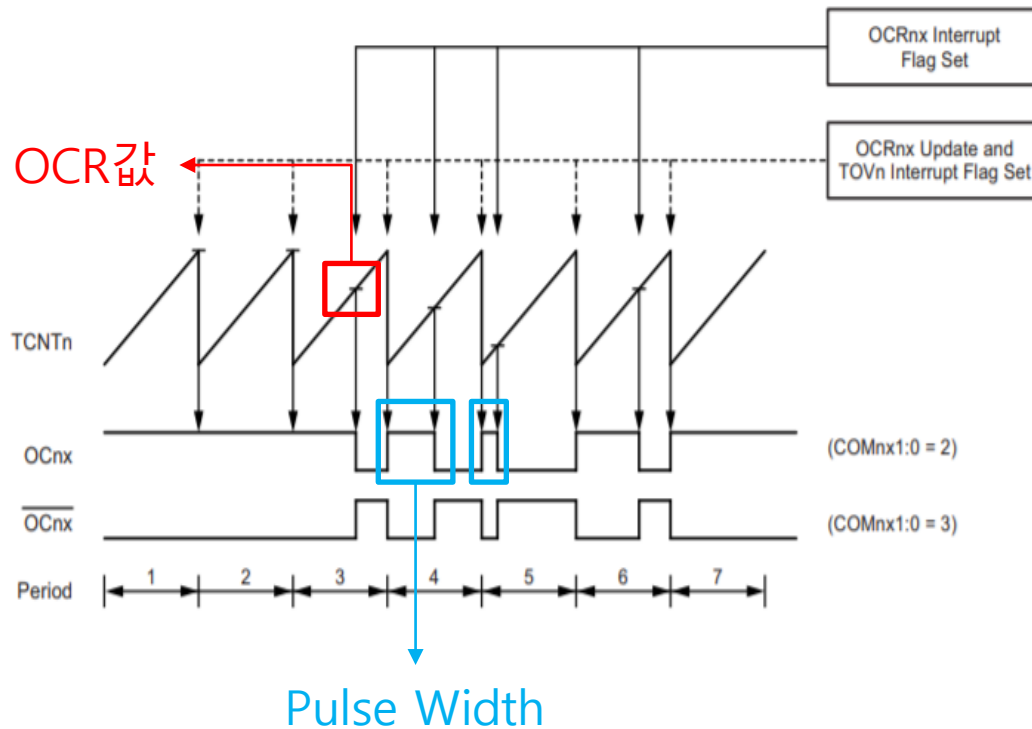 OCRnx Interrupt
Flag Set
OCRnx Update and
TOVn Interrupt Flag Set
OCR값
TCNTn
OCnx
(COMnx1:0 = 2)
OCnx
(COMnx1:0 = 3)
Period
1 2 3 4 5 6 7
Pulse Width